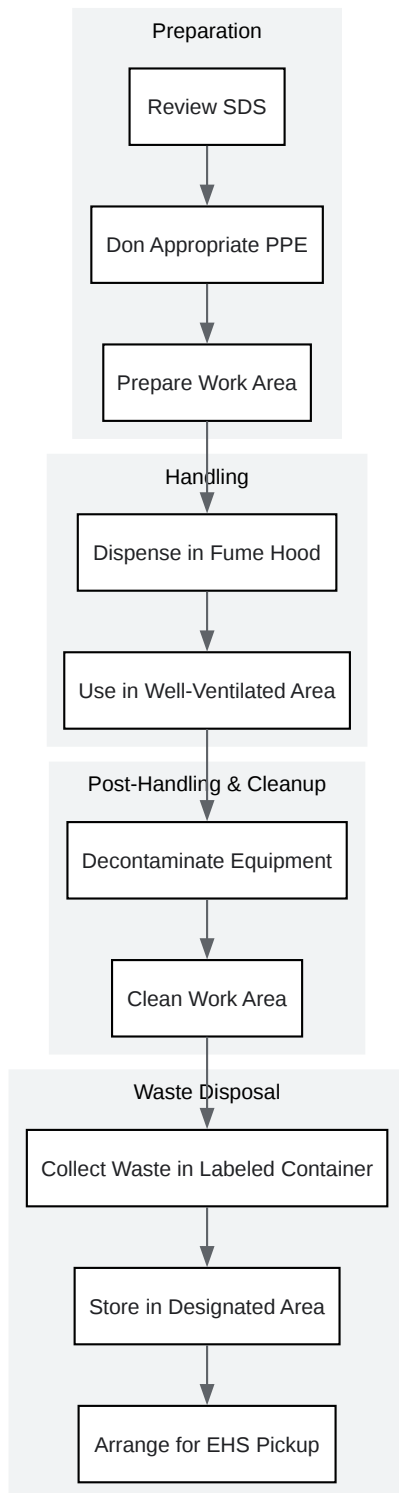 Preparation
Review SDS
Don Appropriate PPE
Prepare Work Area
Handling
Dispense in Fume Hood
Use in Well-Ventilated Area
Post-Handling & Cleanup
Decontaminate Equipment
Clean Work Area
Waste Disposal
Collect Waste in Labeled Container
Store in Designated Area
Arrange for EHS Pickup